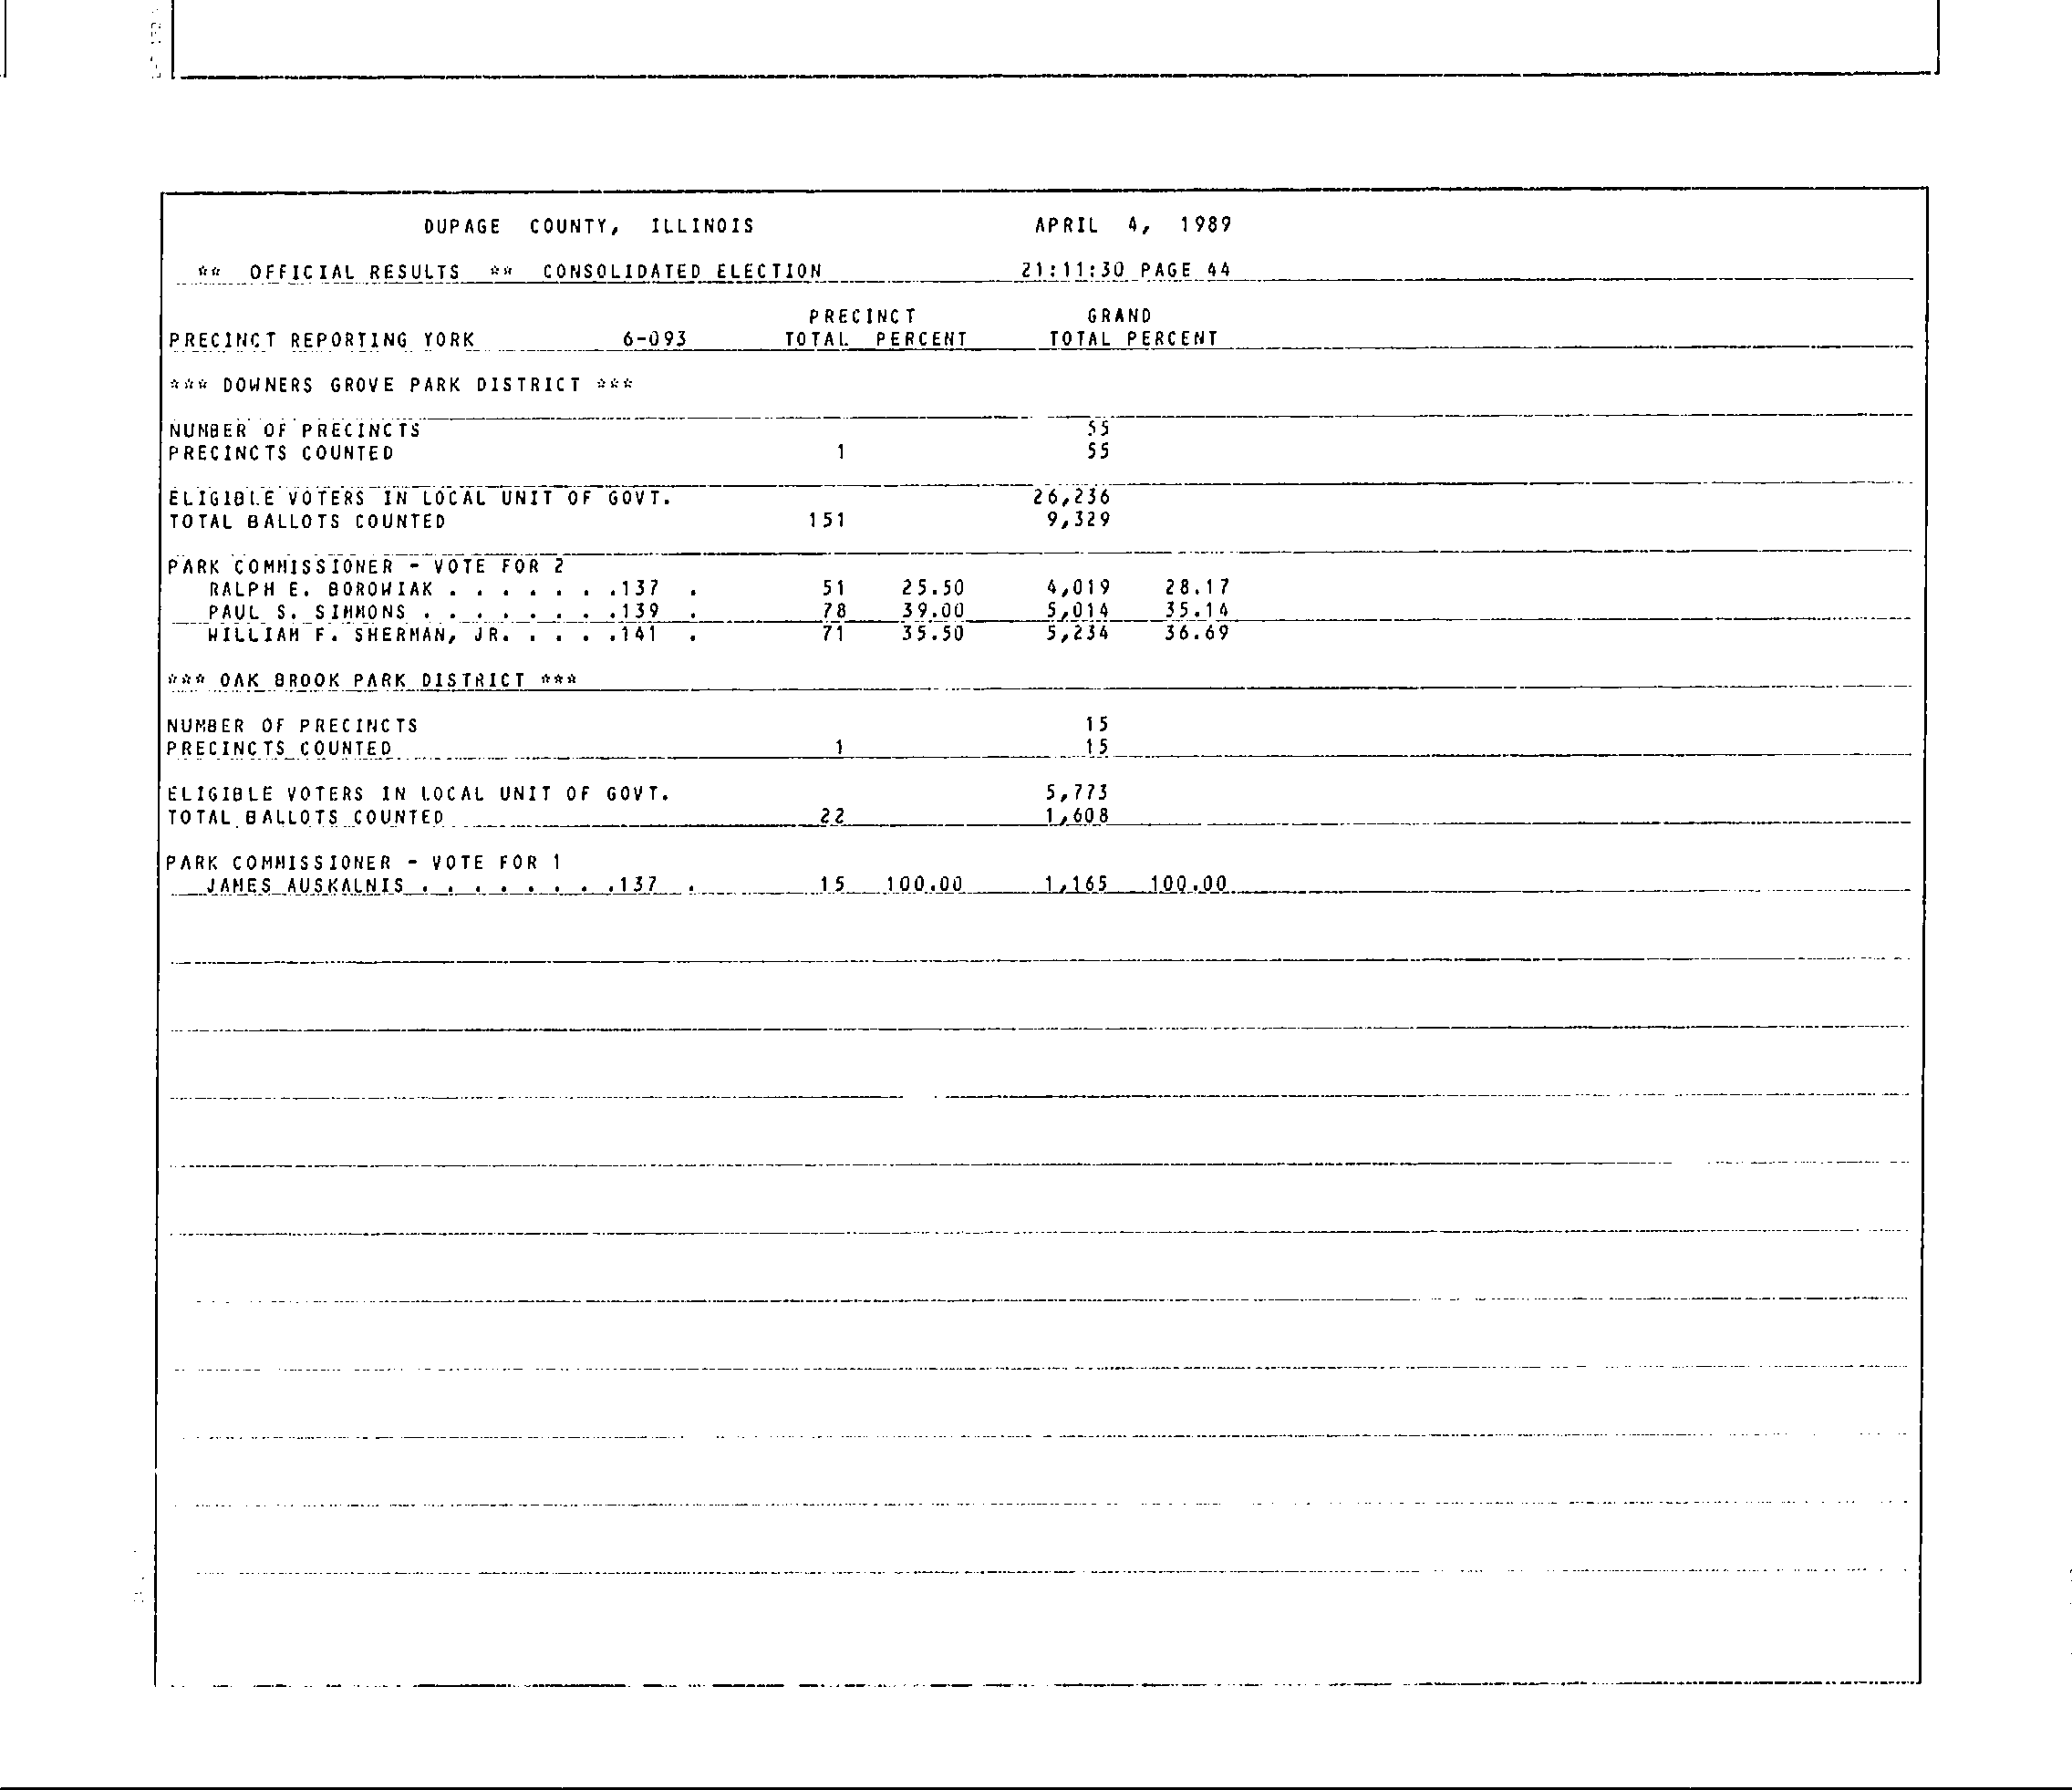 DUPAGE COUNTY, ILLINOIS APRIL 4, 1989
** OFFICIAL RESULTS ** CONSOLIDATED ELECTION 21:11:30 PAGE 44
PRECINCT GRAND
PRECINCT REPORTING YORK 6-093 TOTAL PERCENT TOTAL PERCENT
*** DOWNERS GROVE PARK DISTRICT ***
NUMBER OF PRECINCTS 55
PRECINCTS COUNTED 1 55
ELIGIBLE VOTERS IN LOCAL UNIT OF GOVT. 26,236
TOTAL BALLOTS COUNTED 151 9,329
PARK COMMISSIONER - VOTE FOR 2
RALPH E. BOROWIAK . . . . . . .137 . 51 25.50 4,019 28.17
PAUL S. SIMMONS . . . . . . . .139 . 78 39.00 5,014 35.14
WILLIAM F. SHERMAN, JR. . . . .141 . 71 35.50 5,234 36.69
*** OAK BROOK PARK DISTRICT ***
NUMBER OF PRECINCTS 15
PRECINCTS COUNTED 1 15
ELIGIBLE VOTERS IN LOCAL UNIT OF GOVT. 5,773
TOTAL BALLOTS COUNTED 22 1,608
PARK COMMISSIONER - VOTE FOR 1
JAMES AUSKALNIS . . . . . . . .137 . 15 100.00 1,165 100.00